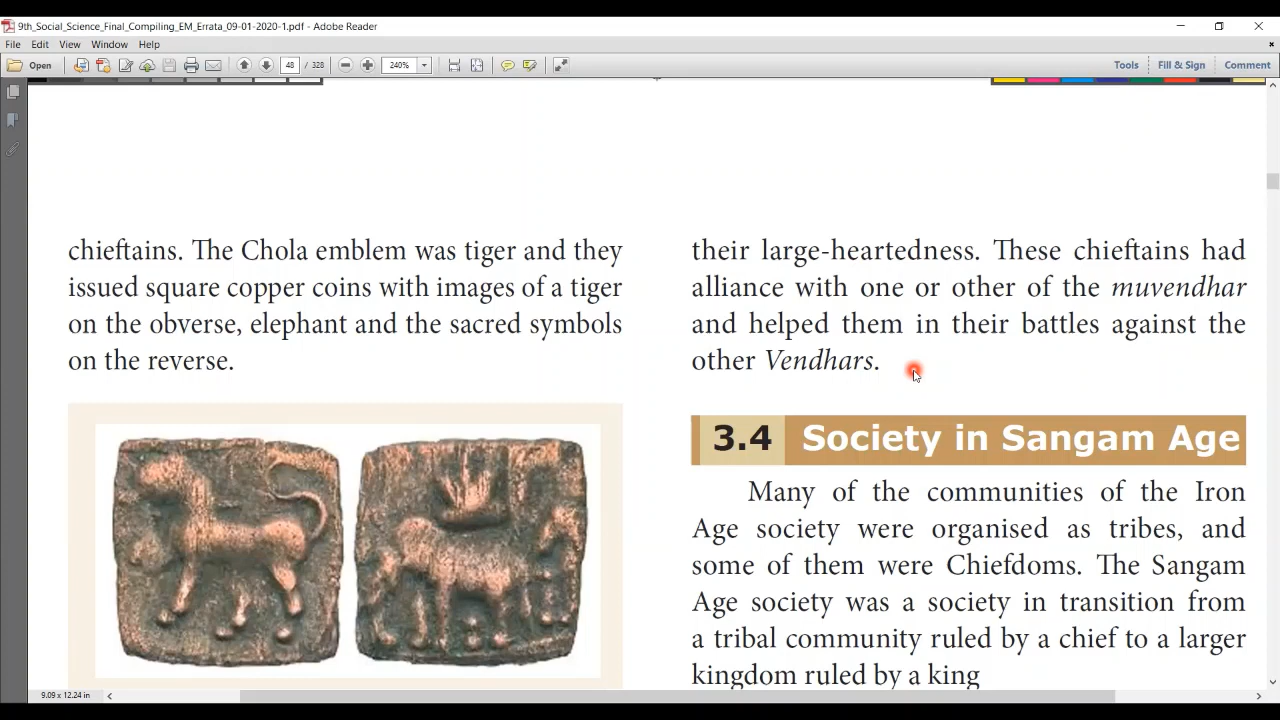 9th_Social_Science_Final_Compiling_EM_Errata_09-01-2020-1.pdf - Adobe Reader
File Edit View Window Help
Open 48 / 328 240% Tools Fill & Sign Comment
chieftains. The Chola emblem was tiger and they
issued square copper coins with images of a tiger
on the obverse, elephant and the sacred symbols
on the reverse.
their large-heartedness. These chieftains had
alliance with one or other of the muvendhar
and helped them in their battles against the
other Vendhars.
3.4 Society in Sangam Age
Many of the communities of the Iron
Age society were organised as tribes, and
some of them were Chiefdoms. The Sangam
Age society was a society in transition from
a tribal community ruled by a chief to a larger
kingdom ruled by a king
9.09 x 12.24 in